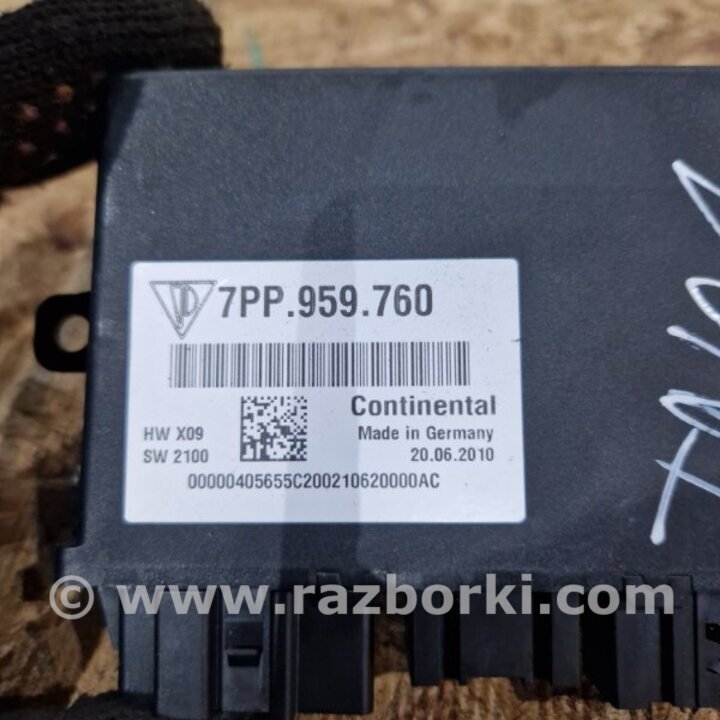 7PP.959.760
Continental
HW X09
Made in Germany
SW 2100
20.06.2010
00000405655C200210620000AC
© www.razborki.com